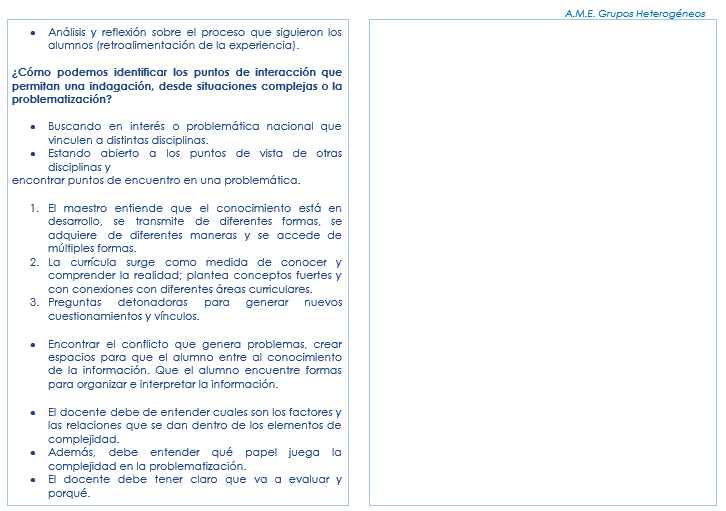 A.M.E. Grupos Heterogéneos
• Análisis y reflexión sobre el proceso que siguieron los
alumnos (retroalimentación de la experiencia).
¿Cómo podemos identificar los puntos de interacción que
permitan una indagación, desde situaciones complejas o la
problematización?
• Buscando en interés o problemática nacional que
vinculen a distintas disciplinas.
• Estando abierto a los puntos de vista de otras
disciplinas y
encontrar puntos de encuentro en una problemática.
1. El maestro entiende que el conocimiento está en
desarrollo, se transmite de diferentes formas, se
adquiere de diferentes maneras y se accede de
múltiples formas.
2. La currícula surge como medida de conocer y
comprender la realidad; plantea conceptos fuertes y
con conexiones con diferentes áreas curriculares.
3. Preguntas detonadoras para generar nuevos
cuestionamientos y vínculos.
• Encontrar el conflicto que genera problemas, crear
espacios para que el alumno entre al conocimiento
de la información. Que el alumno encuentre formas
para organizar e interpretar la información.
• El docente debe de entender cuales son los factores y
las relaciones que se dan dentro de los elementos de
complejidad.
• Además, debe entender qué papel juega la
complejidad en la problematización.
• El docente debe tener claro que va a evaluar y
porqué.